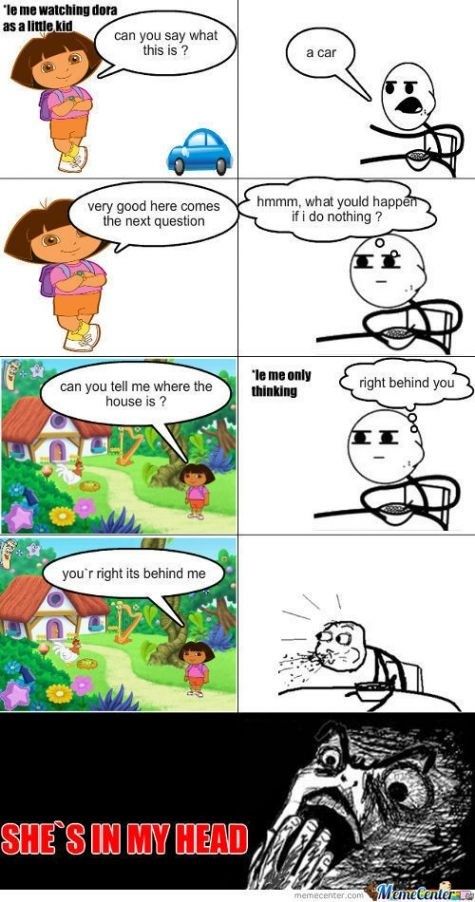 *le me watching dora
as a little kid
can you say what
this is ?
a car
very good here comes
the next question
hmmm, what yould happen
if i do nothing ?
can you tell me where the
house is ?
*le me only
thinking
right behind you
you`r right its behind me
SHE`S IN MY HEAD
memecenter.com
MemeCenter